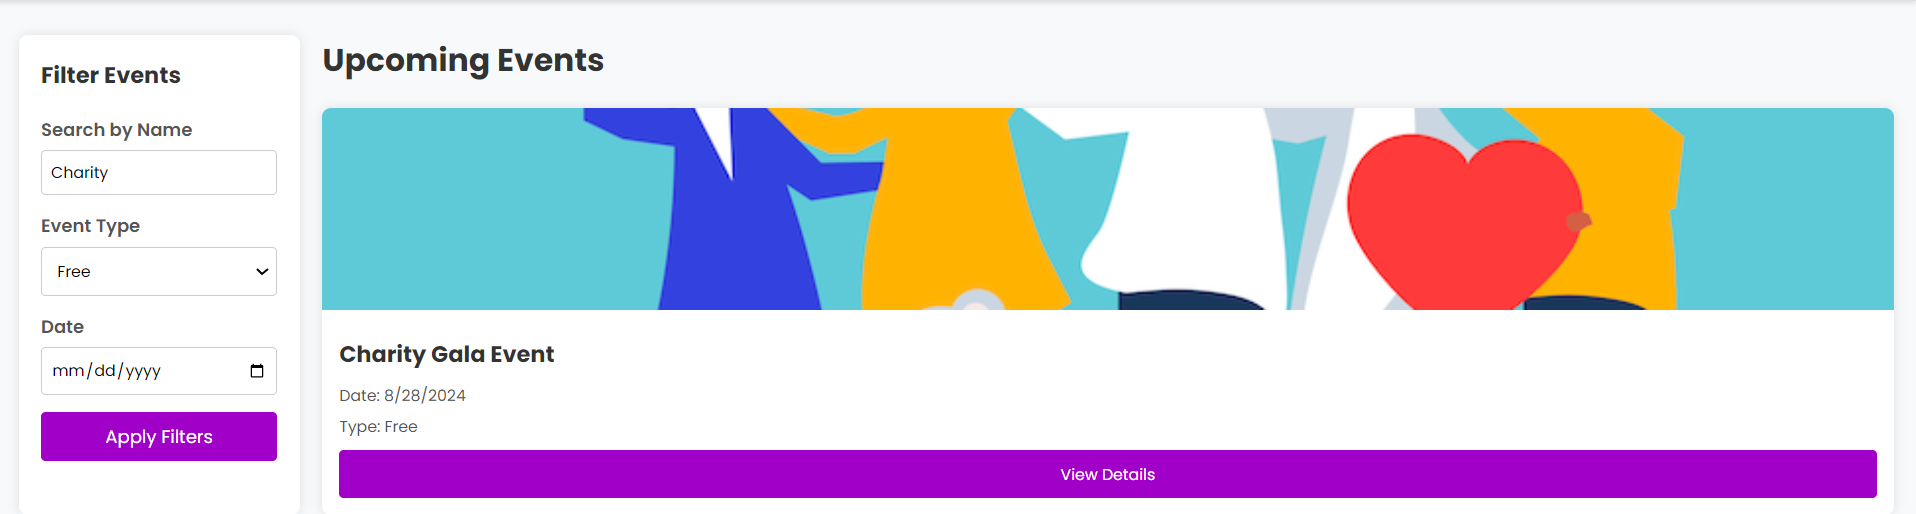 Filter Events
Search by Name
Charity
Event Type
Free
Date
mm/dd/yyyy
Apply Filters
Upcoming Events
Charity Gala Event
Date: 8/28/2024
Type: Free
View Details